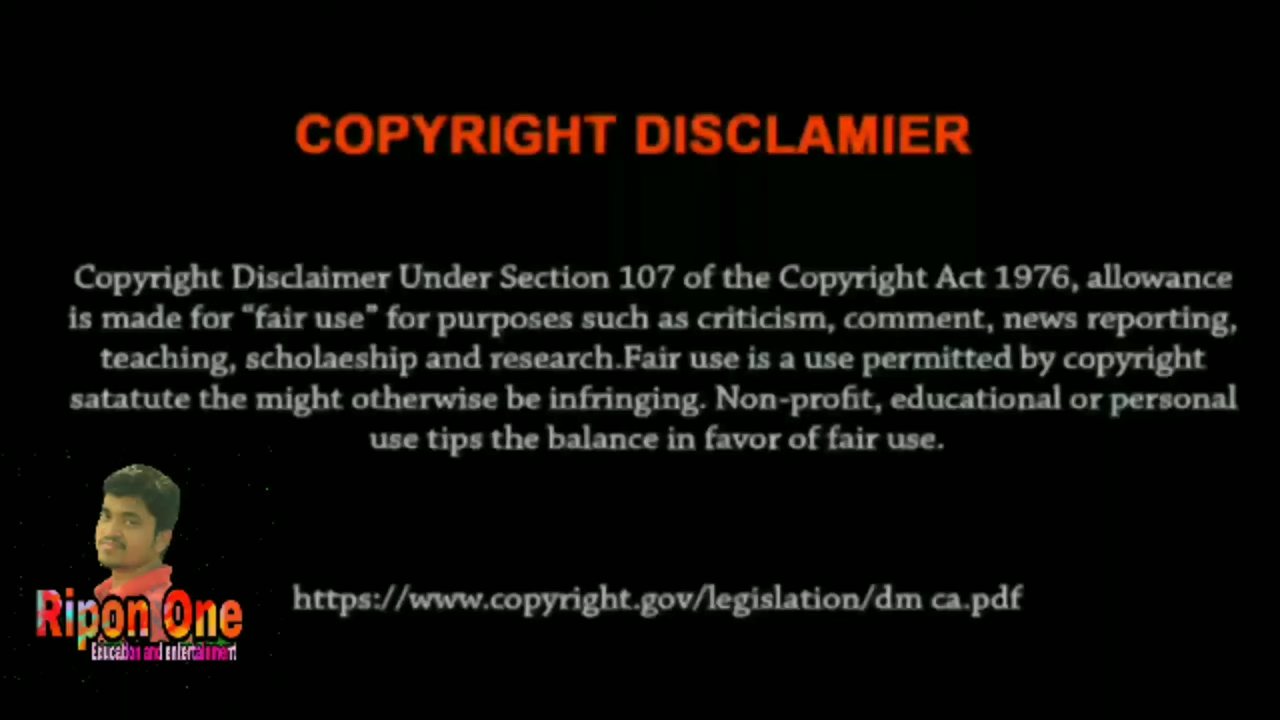 COPYRIGHT DISCLAMIER
Copyright Disclaimer Under Section 107 of the Copyright Act 1976, allowance
is made for “fair use” for purposes such as criticism, comment, news reporting,
teaching, scholaeship and research.Fair use is a use permitted by copyright
satatute the might otherwise be infringing. Non-profit, educational or personal
use tips the balance in favor of fair use.
https://www.copyright.gov/legislation/dm ca.pdf
Ripon One
Education and entertainment